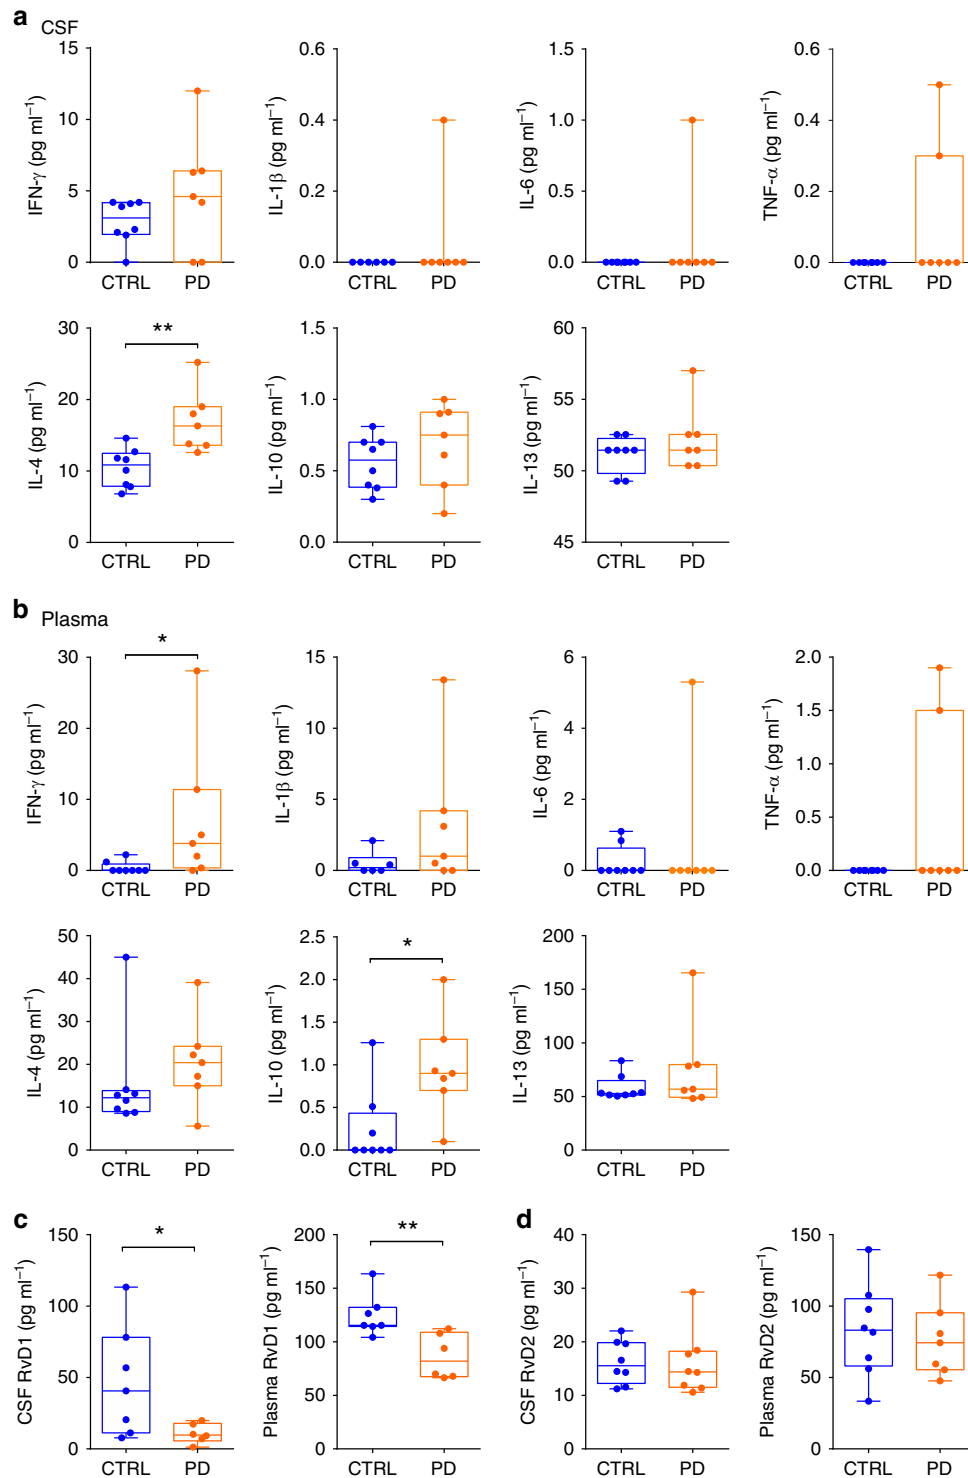 a CSF
IFN-γ (pg ml⁻¹)
15
10
5
0
CTRL PD
IL-1β (pg ml⁻¹)
0.6
0.4
0.2
0.0
CTRL PD
IL-6 (pg ml⁻¹)
1.5
1.0
0.5
0.0
CTRL PD
TNF-α (pg ml⁻¹)
0.6
0.4
0.2
0.0
CTRL PD
IL-4 (pg ml⁻¹)
30
20
10
0
**
CTRL PD
IL-10 (pg ml⁻¹)
1.5
1.0
0.5
0.0
CTRL PD
IL-13 (pg ml⁻¹)
60
55
50
45
CTRL PD
b Plasma
IFN-γ (pg ml⁻¹)
30
20
10
0
*
CTRL PD
IL-1β (pg ml⁻¹)
15
10
5
0
CTRL PD
IL-6 (pg ml⁻¹)
6
4
2
0
CTRL PD
TNF-α (pg ml⁻¹)
2.0
1.5
1.0
0.5
0.0
CTRL PD
IL-4 (pg ml⁻¹)
50
40
30
20
10
0
CTRL PD
IL-10 (pg ml⁻¹)
2.5
2.0
1.5
1.0
0.5
0.0
*
CTRL PD
IL-13 (pg ml⁻¹)
200
150
100
50
0
CTRL PD
c
CSF RvD1 (pg ml⁻¹)
150
100
50
0
*
CTRL PD
Plasma RvD1 (pg ml⁻¹)
200
150
100
50
0
**
CTRL PD
d
CSF RvD2 (pg ml⁻¹)
40
30
20
10
0
CTRL PD
Plasma RvD2 (pg ml⁻¹)
150
100
50
0
CTRL PD